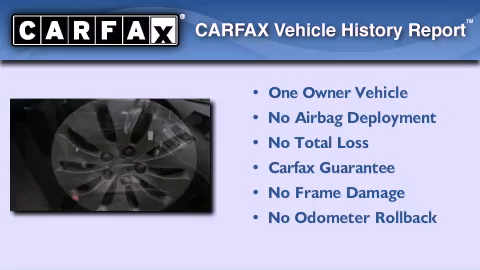 CARFAX® CARFAX Vehicle History Report™
• One Owner Vehicle
• No Airbag Deployment
• No Total Loss
• Carfax Guarantee
• No Frame Damage
• No Odometer Rollback